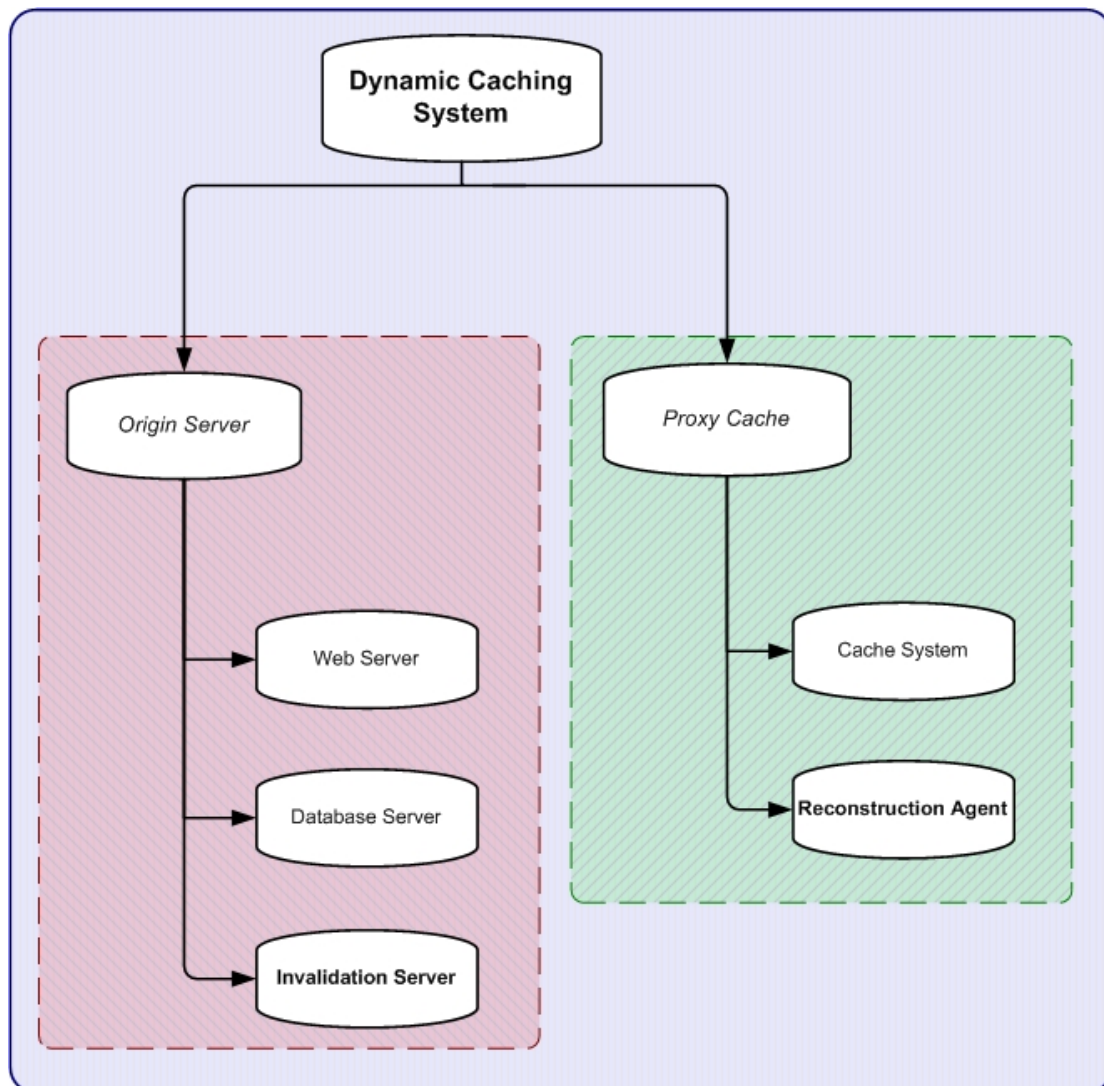 Dynamic Caching
System
Origin Server
Proxy Cache
Web Server
Cache System
Database Server
Reconstruction Agent
Invalidation Server